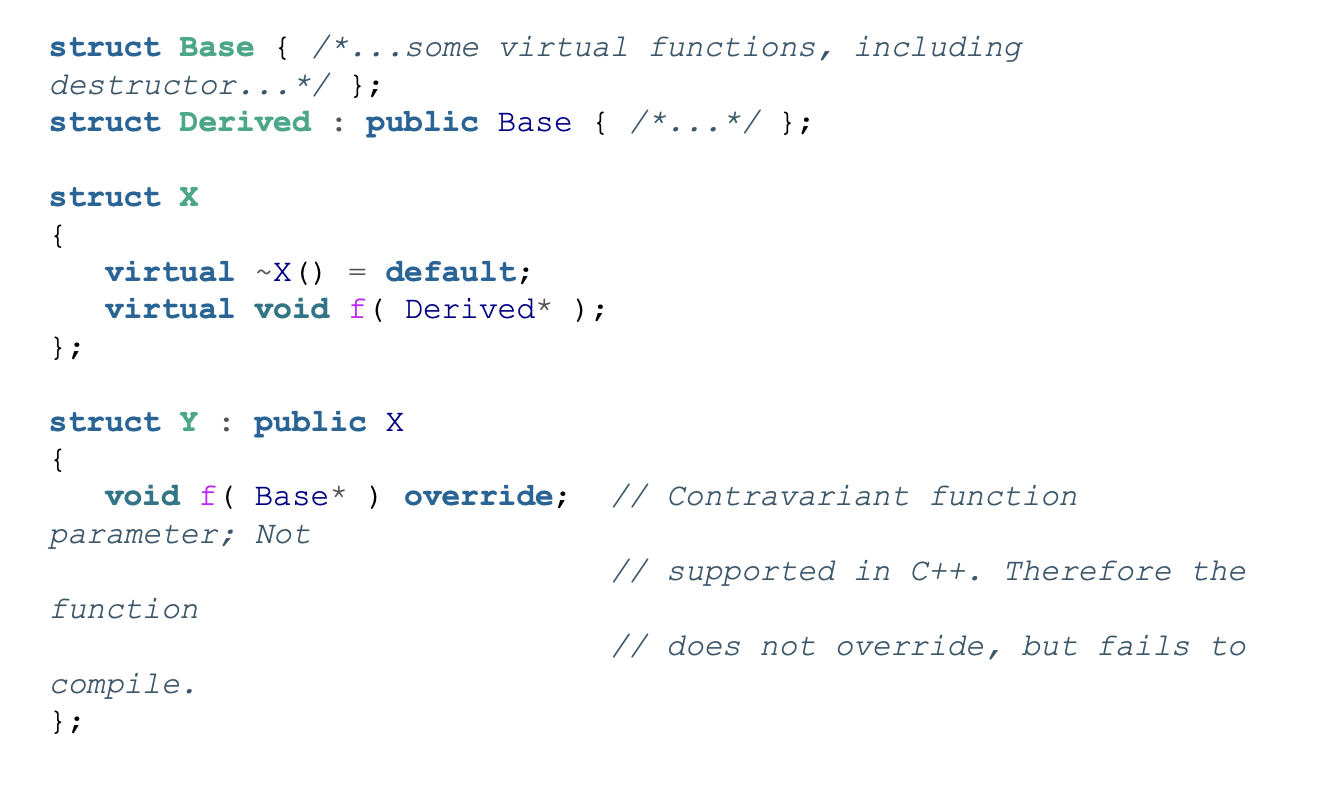 struct Base { /*...some virtual functions, including
destructor...*/ };
struct Derived : public Base { /*...*/ };

struct X
{
   virtual ~X() = default;
   virtual void f( Derived* );
};

struct Y : public X
{
   void f( Base* ) override;  // Contravariant function
parameter; Not
                              // supported in C++. Therefore the
function
                              // does not override, but fails to
compile.
};